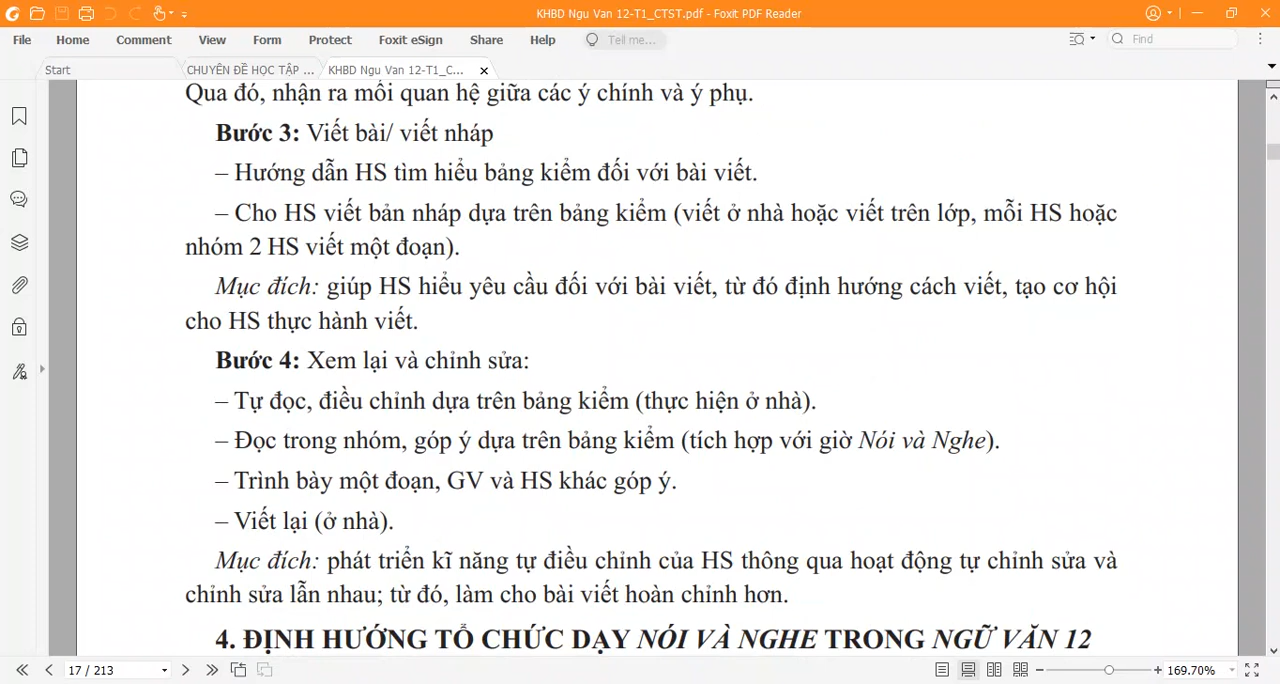 KHBD Ngu Van 12-T1_CTST.pdf - Foxit PDF Reader
File Home Comment View Form Protect Foxit eSign Share Help Tell me... Find
Start CHUYÊN ĐỀ HỌC TẬP ... KHBD Ngu Van 12-T1_C...
Qua đó, nhận ra mối quan hệ giữa các ý chính và ý phụ.
Bước 3: Viết bài/ viết nháp
– Hướng dẫn HS tìm hiểu bảng kiểm đối với bài viết.
– Cho HS viết bản nháp dựa trên bảng kiểm (viết ở nhà hoặc viết trên lớp, mỗi HS hoặc
nhóm 2 HS viết một đoạn).
Mục đích: giúp HS hiểu yêu cầu đối với bài viết, từ đó định hướng cách viết, tạo cơ hội
cho HS thực hành viết.
Bước 4: Xem lại và chỉnh sửa:
– Tự đọc, điều chỉnh dựa trên bảng kiểm (thực hiện ở nhà).
– Đọc trong nhóm, góp ý dựa trên bảng kiểm (tích hợp với giờ Nói và Nghe).
– Trình bày một đoạn, GV và HS khác góp ý.
– Viết lại (ở nhà).
Mục đích: phát triển kĩ năng tự điều chỉnh của HS thông qua hoạt động tự chỉnh sửa và
chỉnh sửa lẫn nhau; từ đó, làm cho bài viết hoàn chỉnh hơn.
4. ĐỊNH HƯỚNG TỔ CHỨC DẠY NÓI VÀ NGHE TRONG NGỮ VĂN 12
17 / 213 169.70%